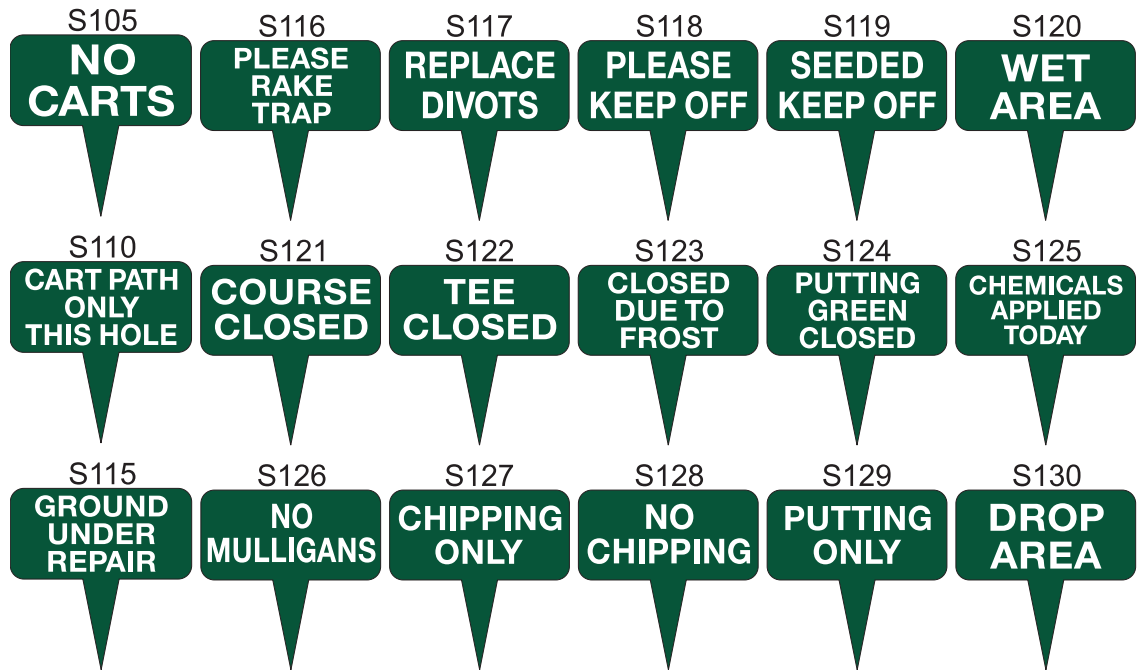 S105
NO
CARTS
S116
PLEASE
RAKE
TRAP
S117
REPLACE
DIVOTS
S118
PLEASE
KEEP OFF
S119
SEEDED
KEEP OFF
S120
WET
AREA
S110
CART PATH
ONLY
THIS HOLE
S121
COURSE
CLOSED
S122
TEE
CLOSED
S123
CLOSED
DUE TO
FROST
S124
PUTTING
GREEN
CLOSED
S125
CHEMICALS
APPLIED
TODAY
S115
GROUND
UNDER
REPAIR
S126
NO
MULLIGANS
S127
CHIPPING
ONLY
S128
NO
CHIPPING
S129
PUTTING
ONLY
S130
DROP
AREA